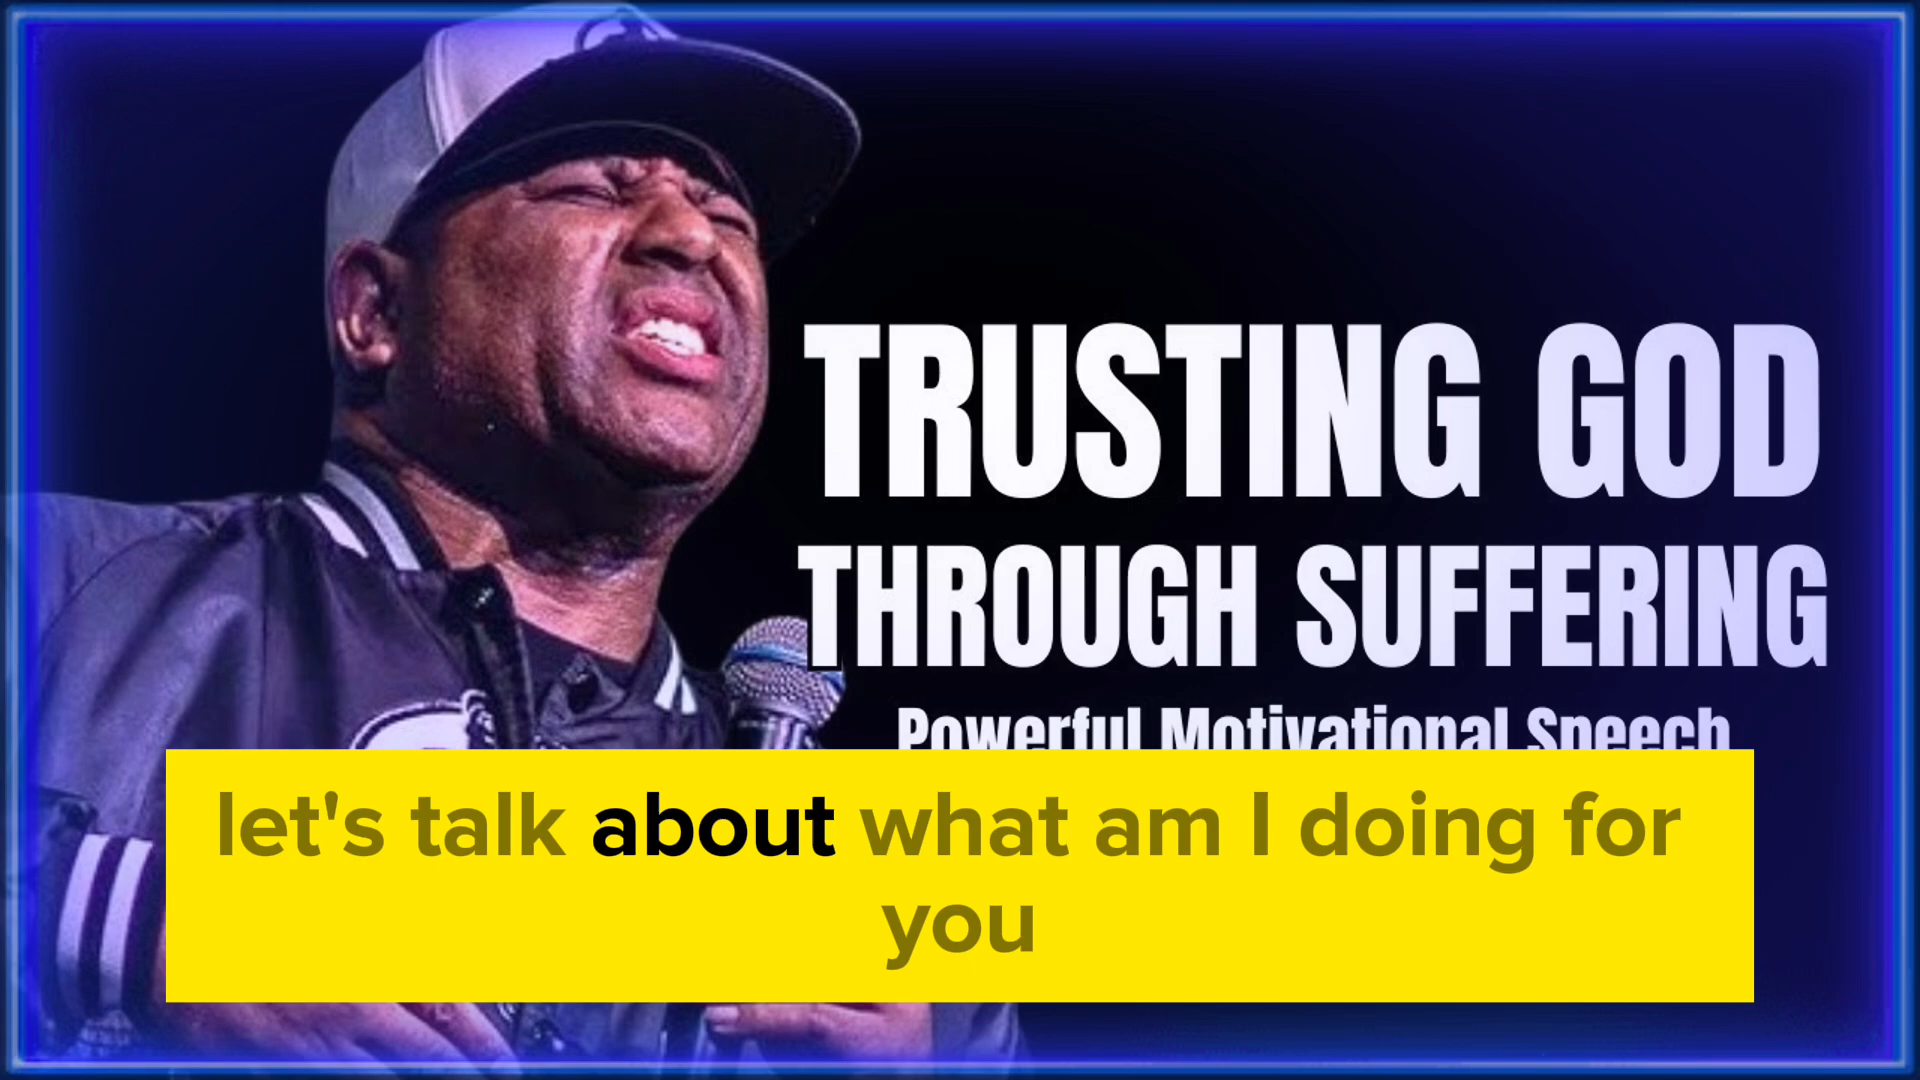 TRUSTING GOD
THROUGH SUFFERING
Powerful Motivational Speech
let's talk about what am I doing for
you